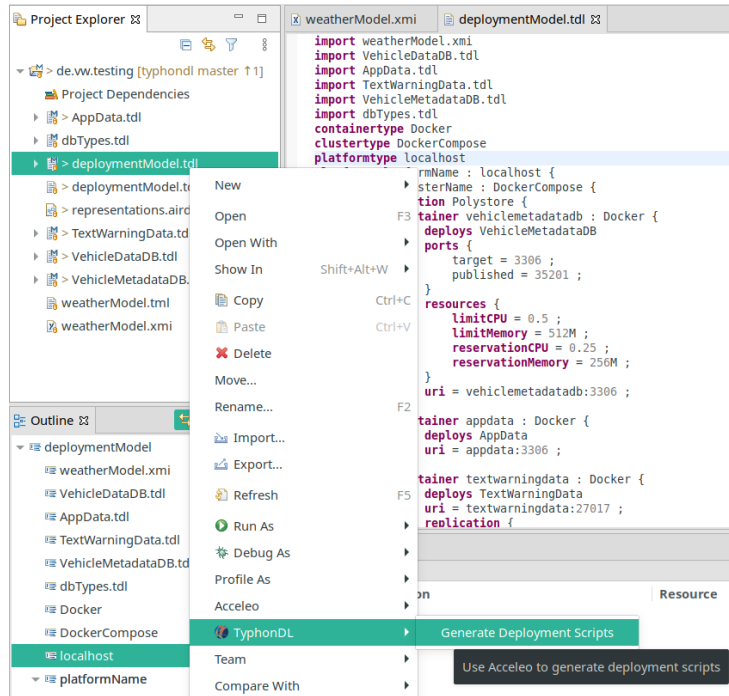 Project Explorer
> de.vw.testing [typhondl master ↑1]
Project Dependencies
> AppData.tdl
dbTypes.tdl
> deploymentModel.tdl
> deploymentModel.to
> representations.aird
> TextWarningData.td
> VehicleDataDB.tdl
> VehicleMetadataDB.
weatherModel.tml
weatherModel.xmi
Outline
deploymentModel
weatherModel.xmi
VehicleDataDB.tdl
AppData.tdl
TextWarningData.tdl
VehicleMetadataDB.td
dbTypes.tdl
Docker
DockerCompose
localhost
platformName
weatherModel.xmi
deploymentModel.tdl
import weatherModel.xmi
import VehicleDataDB.tdl
import AppData.tdl
import TextWarningData.tdl
import VehicleMetadataDB.tdl
import dbTypes.tdl
containertype Docker
clustertype DockerCompose
platformtype localhost
rmName : localhost {
sterName : DockerCompose {
tion Polystore {
tainer vehiclemetadatadb : Docker {
deploys VehicleMetadataDB
ports {
target = 3306 ;
published = 35201 ;
}
resources {
limitCPU = 0.5 ;
limitMemory = 512M ;
reservationCPU = 0.25 ;
reservationMemory = 256M ;
}
uri = vehiclemetadatadb:3306 ;
tainer appdata : Docker {
deploys AppData
uri = appdata:3306 ;
tainer textwarningdata : Docker {
deploys TextWarningData
uri = textwarningdata:27017 ;
replication {
on
Resource
New
Open F3
Open With
Show In Shift+Alt+W
Copy Ctrl+C
Paste Ctrl+V
Delete
Move...
Rename... F2
Import...
Export...
Refresh F5
Run As
Debug As
Profile As
Acceleo
TyphonDL
Team
Compare With
Generate Deployment Scripts
Use Acceleo to generate deployment scripts